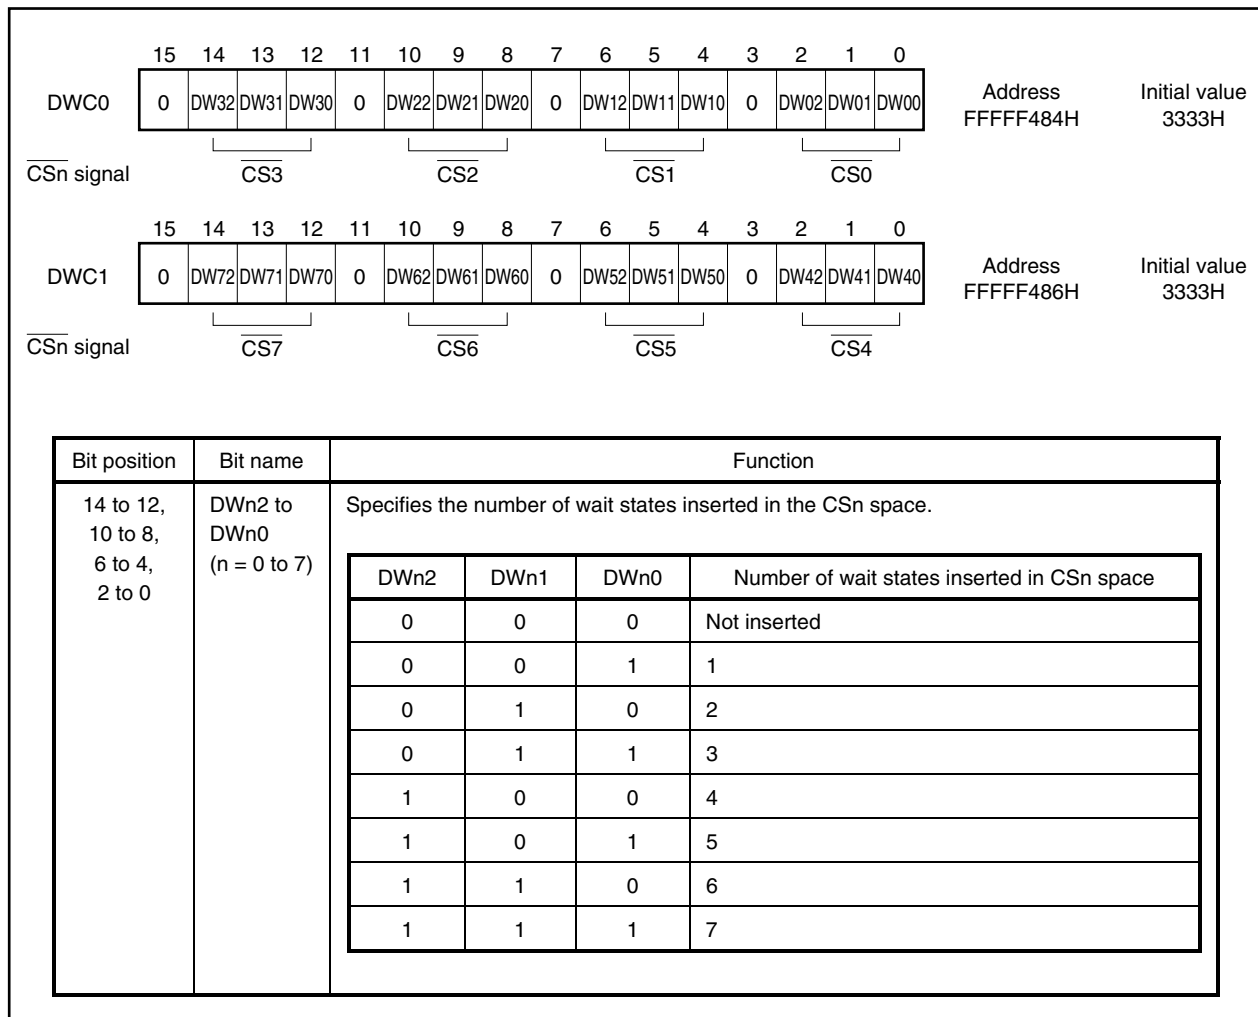 15 14 13 12 11 10 9 8 7 6 5 4 3 2 1 0
DWC0 0 DW32 DW31 DW30 0 DW22 DW21 DW20 0 DW12 DW11 DW10 0 DW02 DW01 DW00 Address FFFFF484H Initial value 3333H
CSn signal CS3 CS2 CS1 CS0
15 14 13 12 11 10 9 8 7 6 5 4 3 2 1 0
DWC1 0 DW72 DW71 DW70 0 DW62 DW61 DW60 0 DW52 DW51 DW50 0 DW42 DW41 DW40 Address FFFFF486H Initial value 3333H
CSn signal CS7 CS6 CS5 CS4
Bit position Bit name Function
14 to 12,
10 to 8,
6 to 4,
2 to 0
DWn2 to
DWn0
(n = 0 to 7)
Specifies the number of wait states inserted in the CSn space.
DWn2 DWn1 DWn0 Number of wait states inserted in CSn space
0 0 0 Not inserted
0 0 1 1
0 1 0 2
0 1 1 3
1 0 0 4
1 0 1 5
1 1 0 6
1 1 1 7